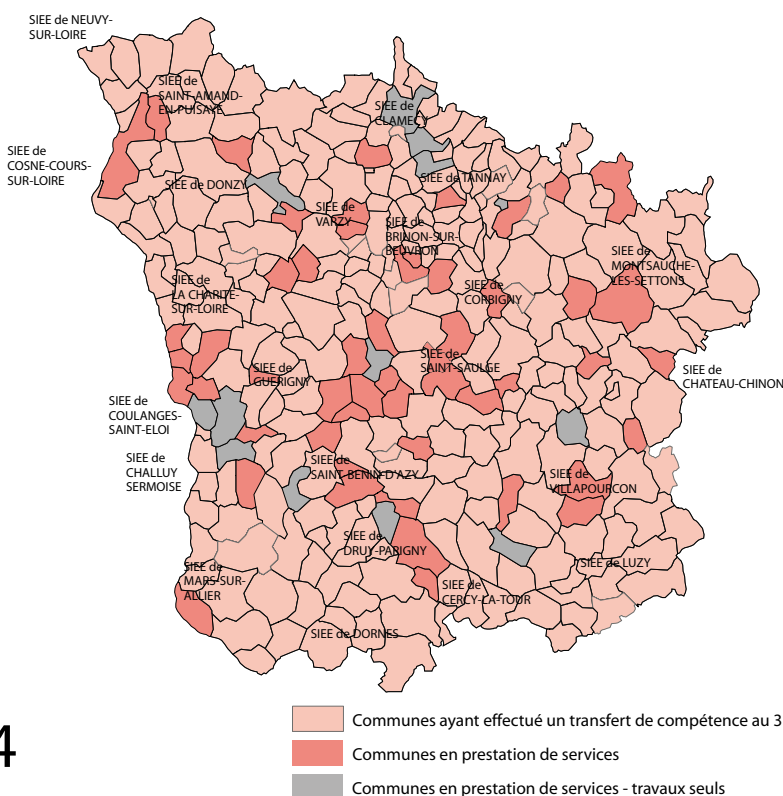 SIEE de NEUVY-
SUR-LOIRE
SIEE de
SAINT-AMAND-
EN-PUISAYE
SIEE de
CLAMECY
SIEE de
COSNE-COURS-
SUR-LOIRE
SIEE de DONZY
SIEE de TANNAY
SIEE de
VARZY
SIEE de
BRINON-SUR-
BEUVRON
SIEE de
MONTSAUCHE-
LES-SETTONS
SIEE de
LA CHARITE-
SUR-LOIRE
SIEE de
CORBIGNY
SIEE de
GUERIGNY
SIEE de
SAINT-SAULGE
SIEE de
CHATEAU-CHINON
SIEE de
COULANGES-
SAINT-ELOI
SIEE de
CHALLUY
SERMOISE
SIEE de
SAINT-BENIN-D'AZY
SIEE de
VILLAPOURCON
SIEE de
DRUY-PARIGNY
SIEE de
MARS-SUR-
ALLIER
SIEE de
CERCY-LA-TOUR
SIEE de LUZY
SIEE de DORNES
4
Communes ayant effectué un transfert de compétence au 3
Communes en prestation de services
Communes en prestation de services - travaux seuls